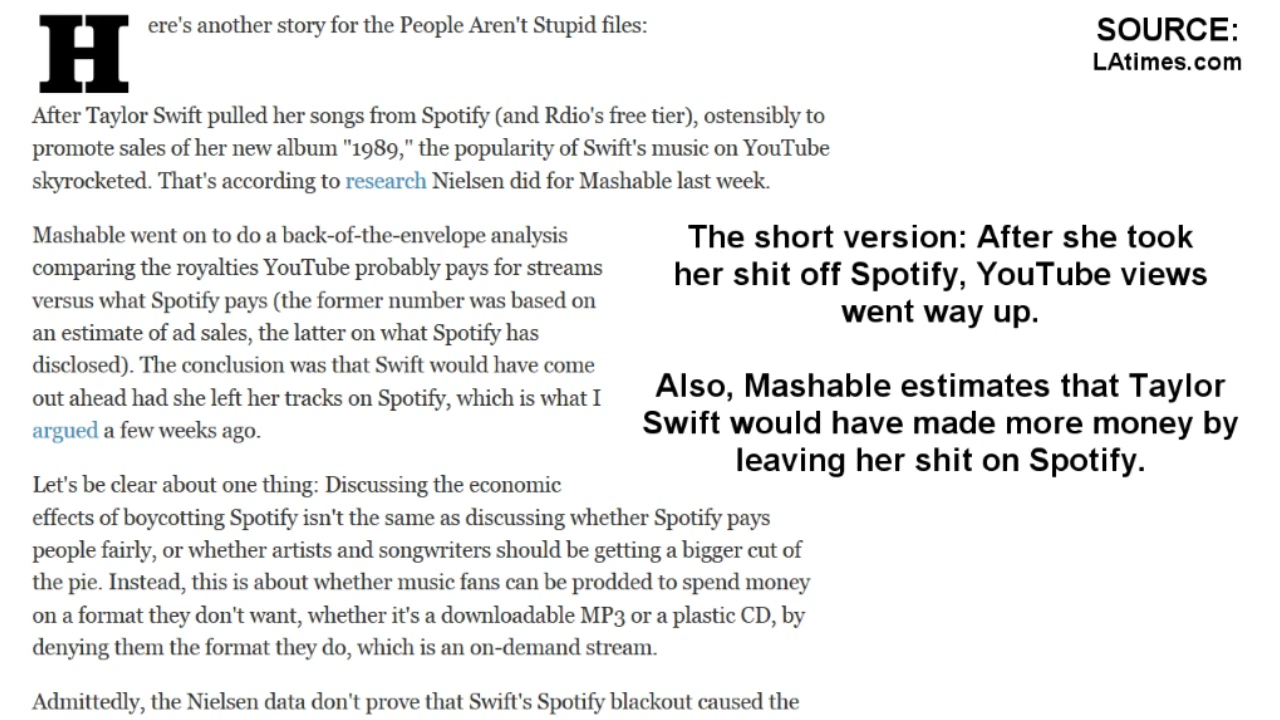 Here's another story for the People Aren't Stupid files:
SOURCE:
LAtimes.com
After Taylor Swift pulled her songs from Spotify (and Rdio's free tier), ostensibly to
promote sales of her new album "1989," the popularity of Swift's music on YouTube
skyrocketed. That's according to research Nielsen did for Mashable last week.
Mashable went on to do a back-of-the-envelope analysis
comparing the royalties YouTube probably pays for streams
versus what Spotify pays (the former number was based on
an estimate of ad sales, the latter on what Spotify has
disclosed). The conclusion was that Swift would have come
out ahead had she left her tracks on Spotify, which is what I
argued a few weeks ago.
The short version: After she took
her shit off Spotify, YouTube views
went way up.
Also, Mashable estimates that Taylor
Swift would have made more money by
leaving her shit on Spotify.
Let's be clear about one thing: Discussing the economic
effects of boycotting Spotify isn't the same as discussing whether Spotify pays
people fairly, or whether artists and songwriters should be getting a bigger cut of
the pie. Instead, this is about whether music fans can be prodded to spend money
on a format they don't want, whether it's a downloadable MP3 or a plastic CD, by
denying them the format they do, which is an on-demand stream.
Admittedly, the Nielsen data don't prove that Swift's Spotify blackout caused the